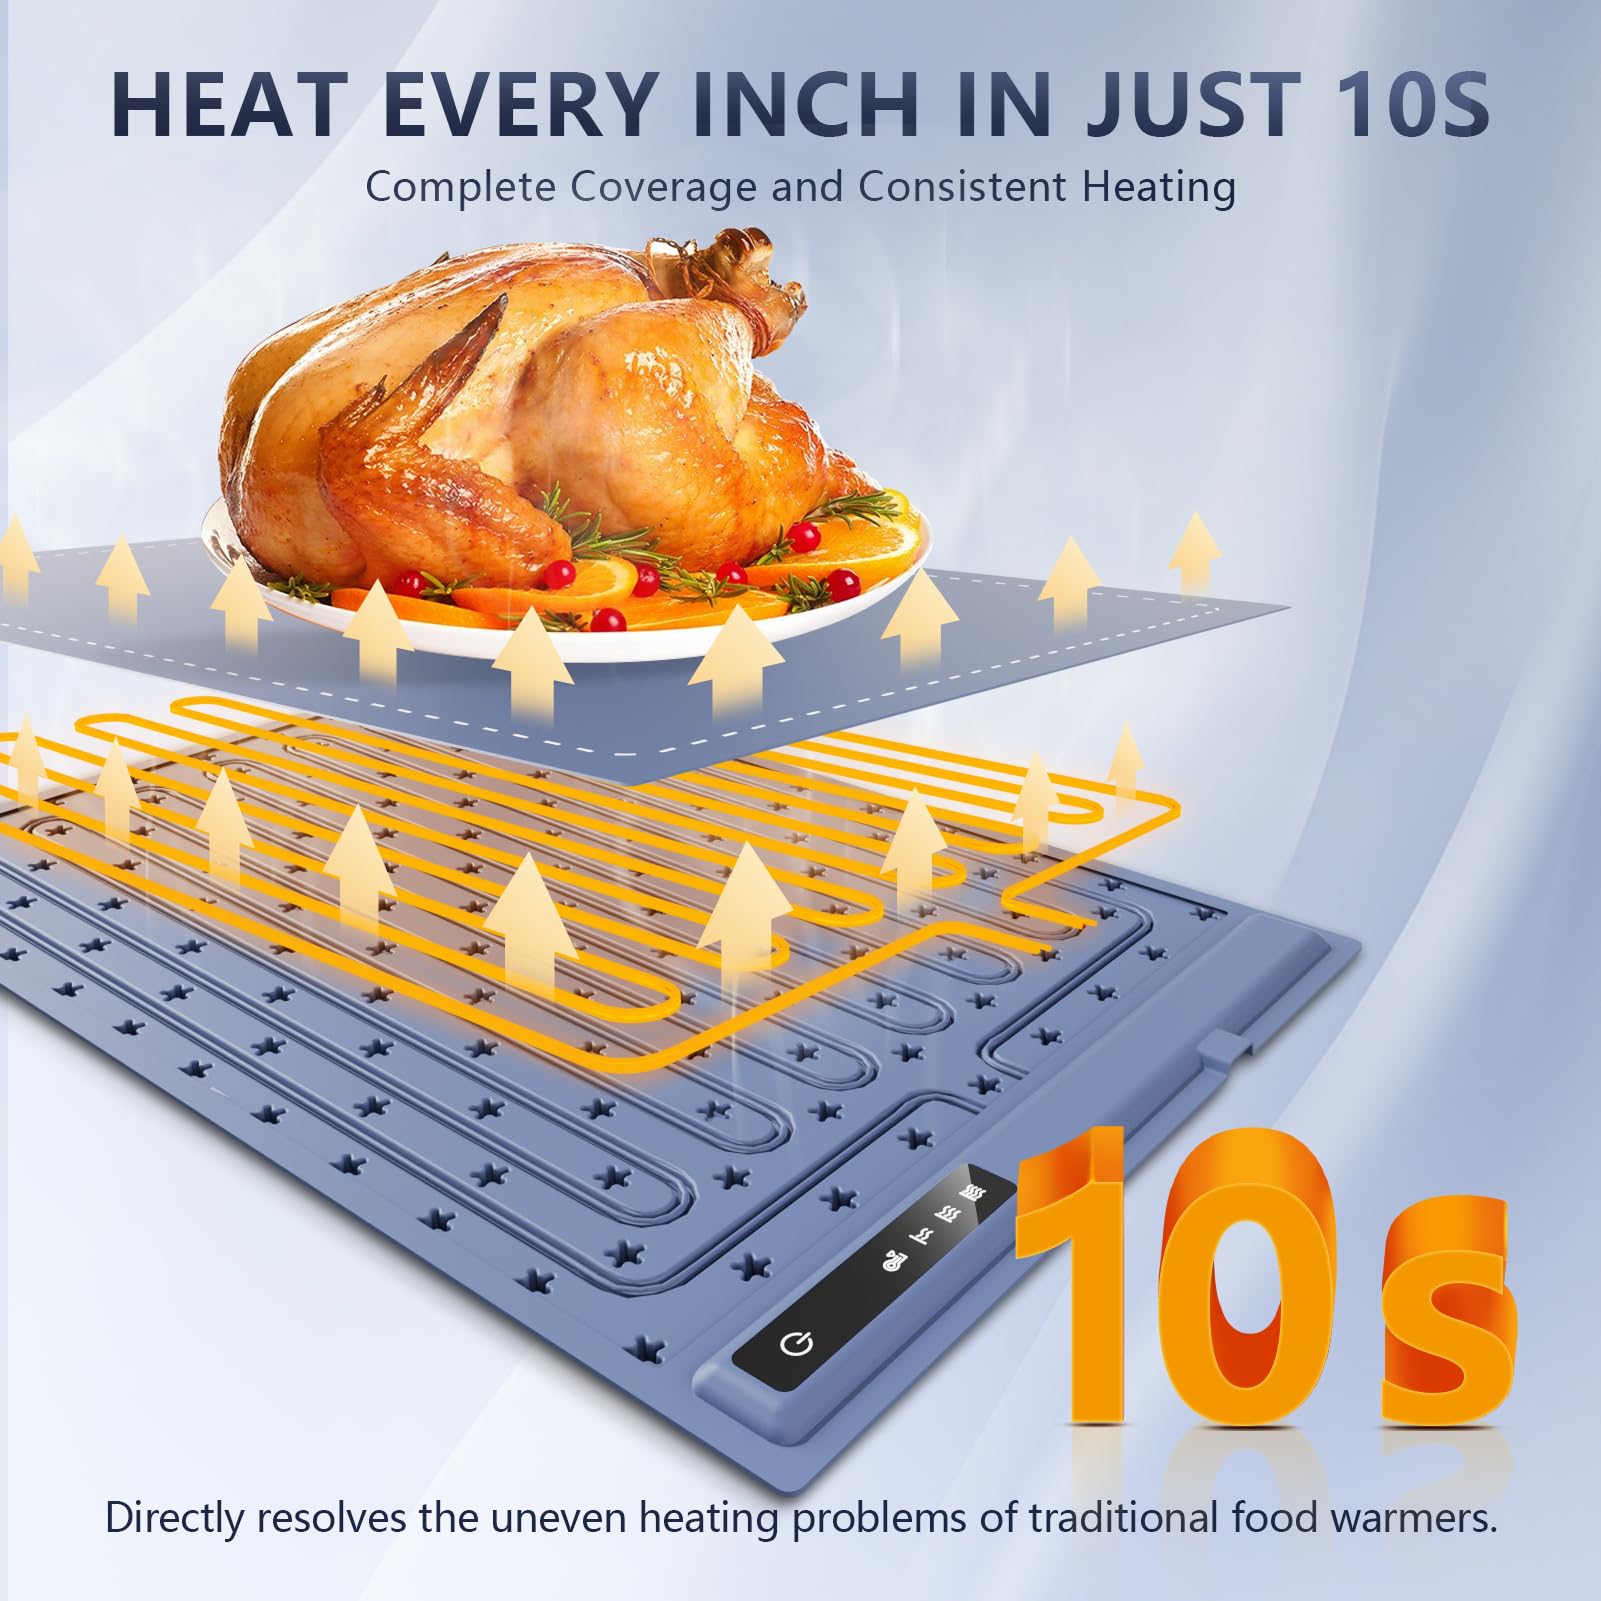 HEAT EVERY INCH IN JUST 10S
Complete Coverage and Consistent Heating
10s
Directly resolves the uneven heating problems of traditional food warmers.